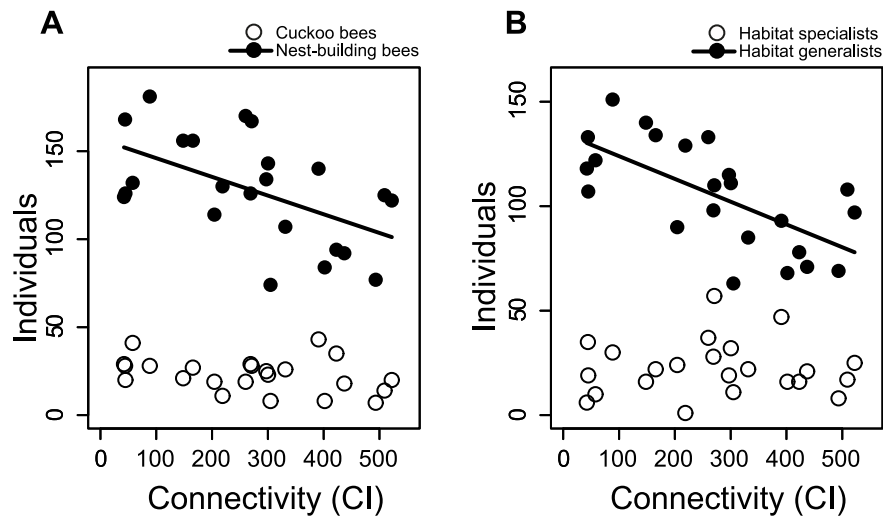 A
Cuckoo bees
Nest-building bees
Individuals
0
50
100
150
0 100 200 300 400 500
Connectivity (CI)
B
Habitat specialists
Habitat generalists
Individuals
0
50
100
150
0 100 200 300 400 500
Connectivity (CI)